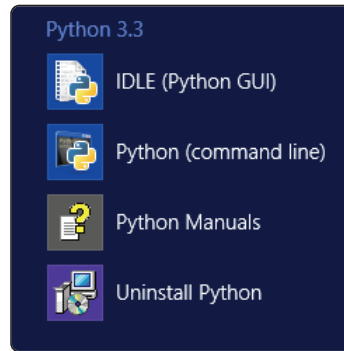 Python 3.3
IDLE (Python GUI)
Python (command line)
Python Manuals
Uninstall Python